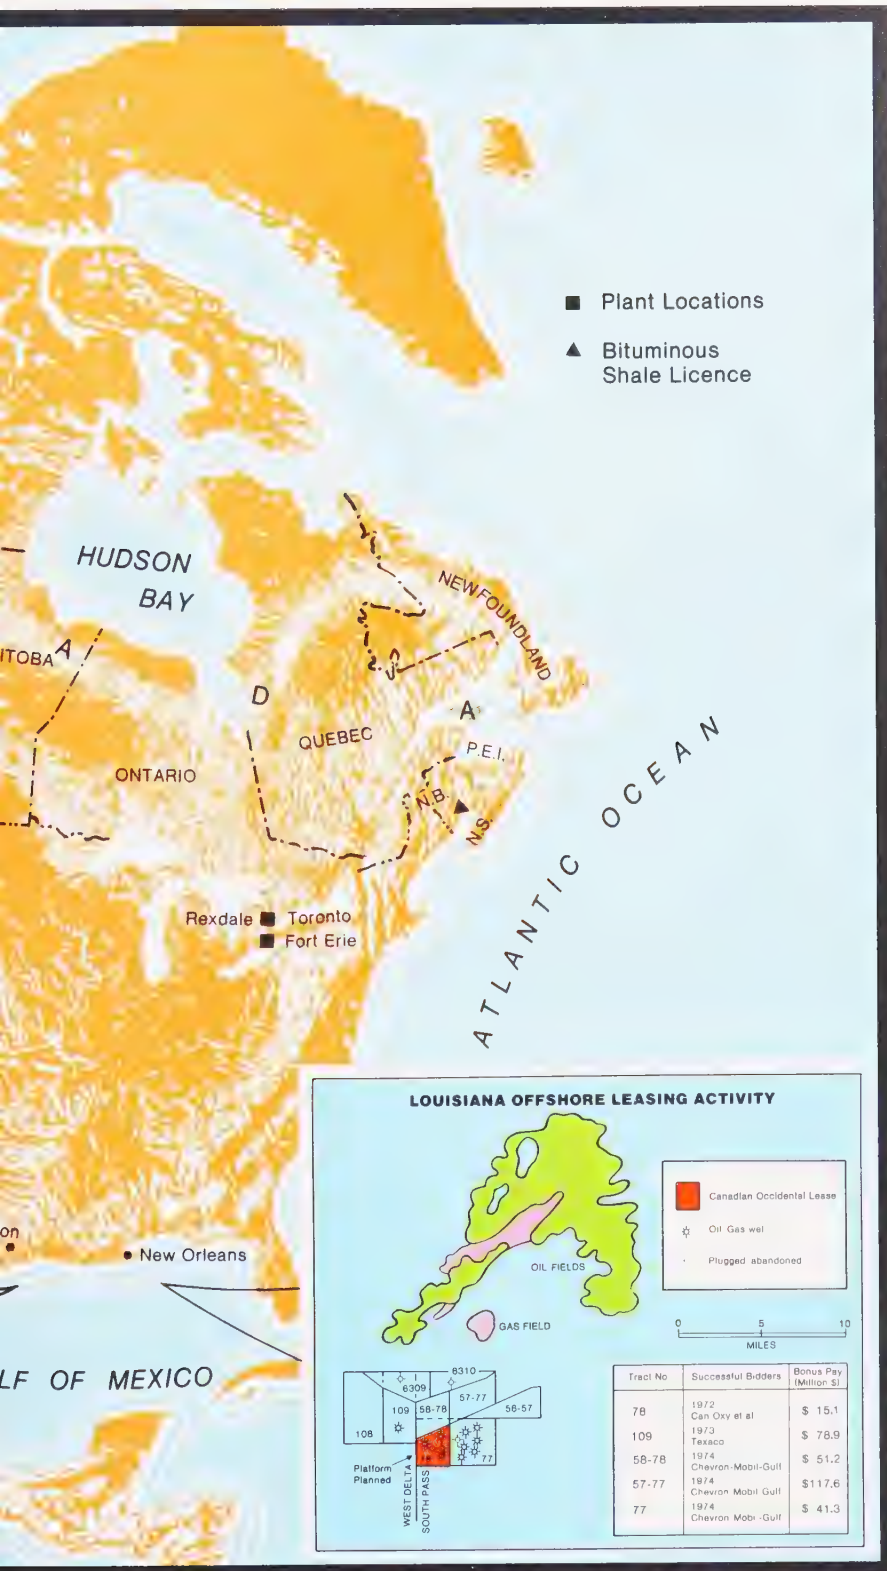 Plant Locations
Bituminous
Shale Licence
HUDSON
BAY
NEWFOUNDLAND
ITOBA
A
D
A
QUEBEC
P.E.I.
ONTARIO
N.B.
N.S.
ATLANTIC OCEAN
Rexdale
Toronto
Fort Erie
on
New Orleans
LF OF MEXICO
LOUISIANA OFFSHORE LEASING ACTIVITY
Canadian Occidental Lease
Oil Gas wel
Plugged abandoned
OIL FIELDS
GAS FIELD
0 5 10
MILES
6310
6309
57-77
109
58-78
56-57
108
77
Platform
Planned
WEST DELTA
SOUTH PASS
Tract No Successful Bidders Bonus Pay
(Million $)
78 1972
Can Oxy et al $ 15.1
109 1973
Texaco $ 78.9
58-78 1974
Chevron-Mobil-Gulf $ 51.2
57-77 1974
Chevron Mobil Gulf $117.6
77 1974
Chevron Mobi -Gulf $ 41.3